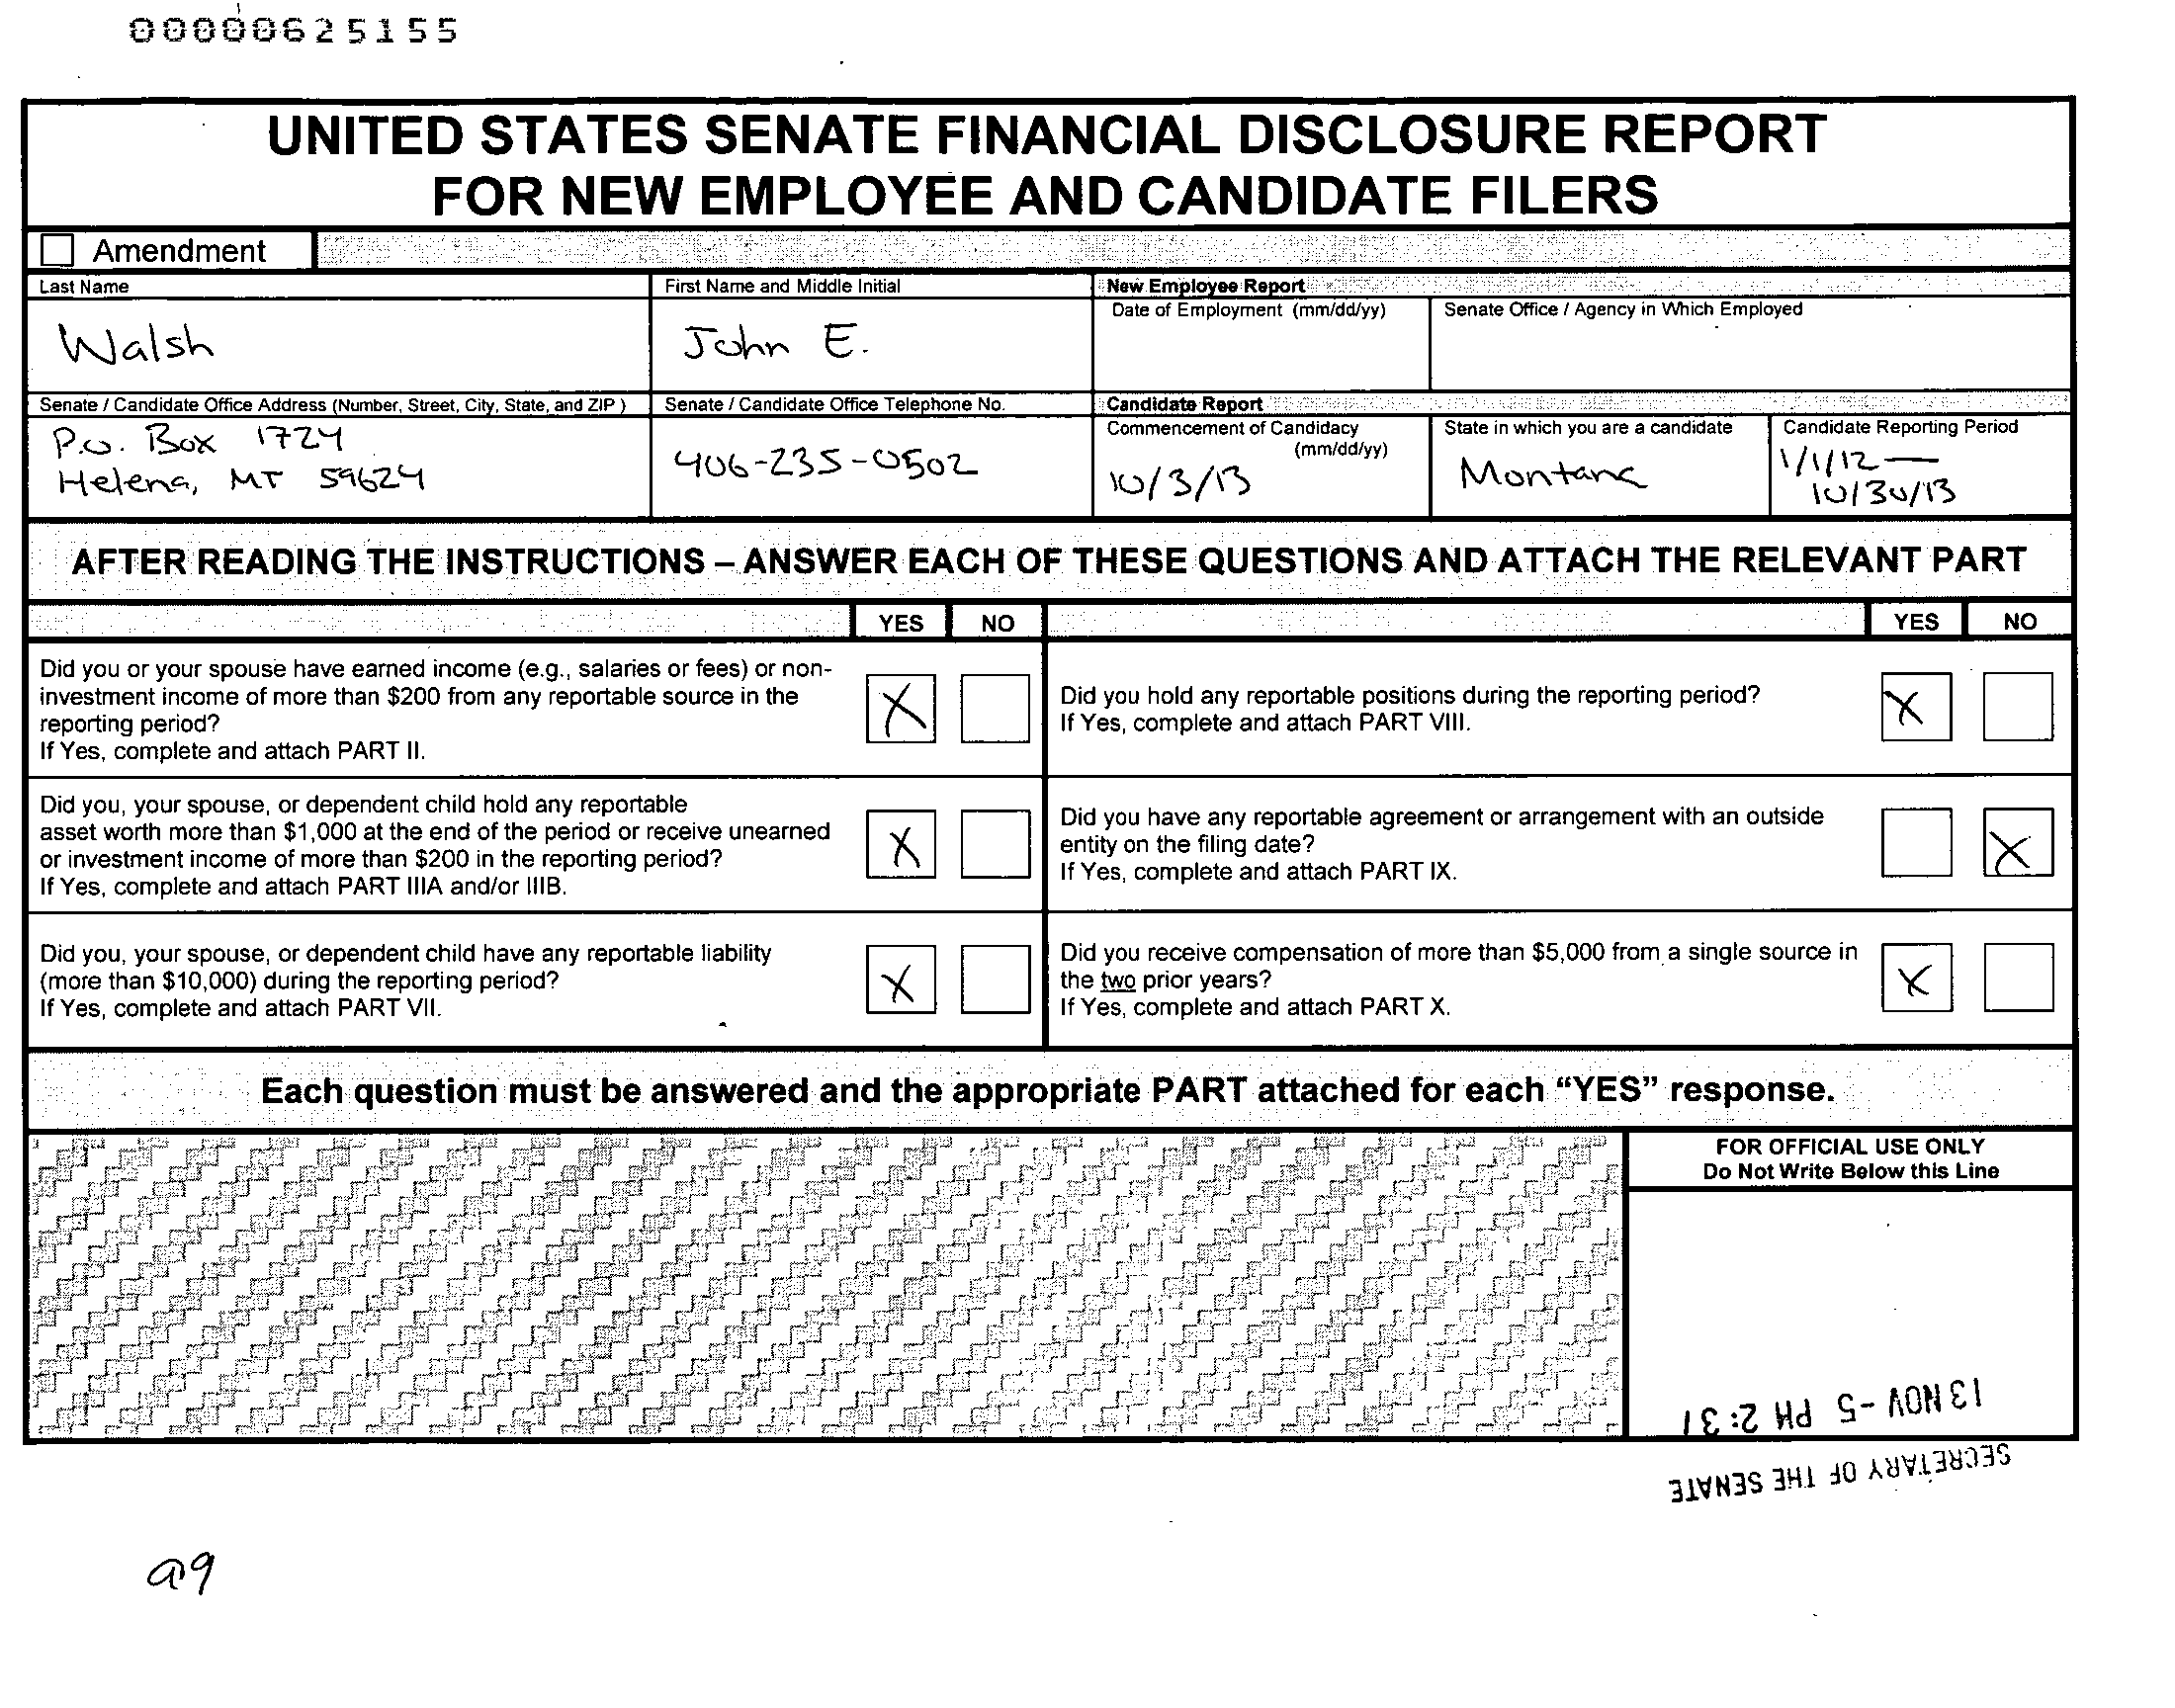 00000625155
UNITED STATES SENATE FINANCIAL DISCLOSURE REPORT
FOR NEW EMPLOYEE AND CANDIDATE FILERS
Amendment
Last Name
Walsh
First Name and Middle Initial
John E.
New Employee Report
Date of Employment (mm/dd/yy)
Senate Office / Agency in Which Employed
Senate / Candidate Office Address (Number, Street, City, State, and ZIP )
P.O. Box 1724
Helena, MT 59624
Senate / Candidate Office Telephone No.
406-235-0502
Candidate Report
Commencement of Candidacy
(mm/dd/yy)
10/3/13
State in which you are a candidate
Montana
Candidate Reporting Period
1/1/12 —
10/30/13
AFTER READING THE INSTRUCTIONS – ANSWER EACH OF THESE QUESTIONS AND ATTACH THE RELEVANT PART
YES NO
YES NO
Did you or your spouse have earned income (e.g., salaries or fees) or non-
investment income of more than $200 from any reportable source in the
reporting period?
If Yes, complete and attach PART II.
X
Did you hold any reportable positions during the reporting period?
If Yes, complete and attach PART VIII.
X
Did you, your spouse, or dependent child hold any reportable
asset worth more than $1,000 at the end of the period or receive unearned
or investment income of more than $200 in the reporting period?
If Yes, complete and attach PART IIIA and/or IIIB.
X
Did you have any reportable agreement or arrangement with an outside
entity on the filing date?
If Yes, complete and attach PART IX.
X
Did you, your spouse, or dependent child have any reportable liability
(more than $10,000) during the reporting period?
If Yes, complete and attach PART VII.
X
Did you receive compensation of more than $5,000 from a single source in
the two prior years?
If Yes, complete and attach PART X.
X
Each question must be answered and the appropriate PART attached for each “YES” response.
FOR OFFICIAL USE ONLY
Do Not Write Below this Line
13 NOV -5 PM 2:31
SECRETARY OF THE SENATE